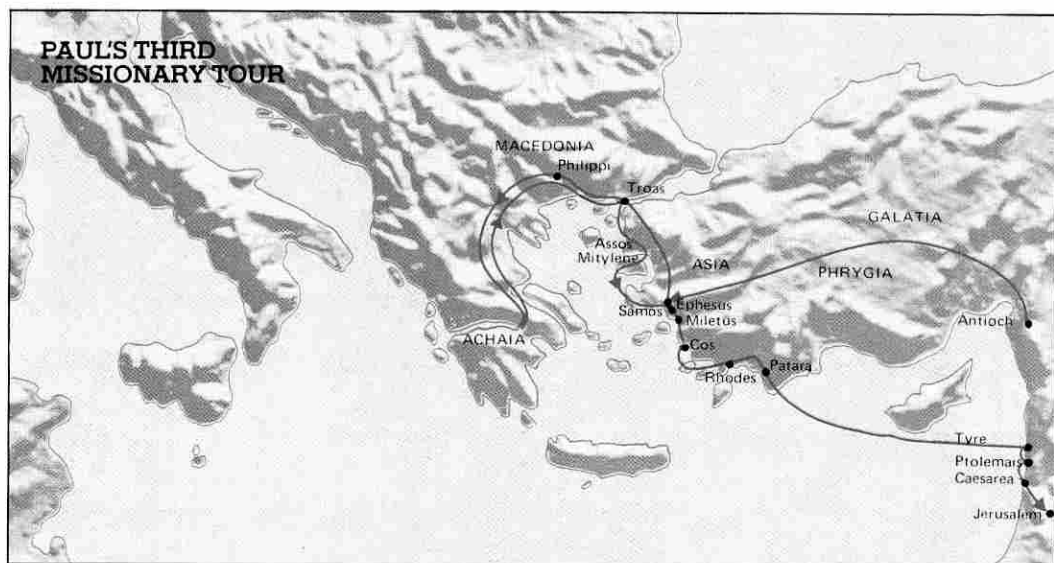 PAUL'S THIRD
MISSIONARY TOUR
MACEDONIA
Philippi
Troas
GALATIA
Assos
Mitylene
ASIA
PHRYGIA
Samos
Ephesus
Miletus
Antioch
ACHAIA
Cos
Rhodes
Patara
Tyre
Ptolemais
Caesarea
Jerusalem